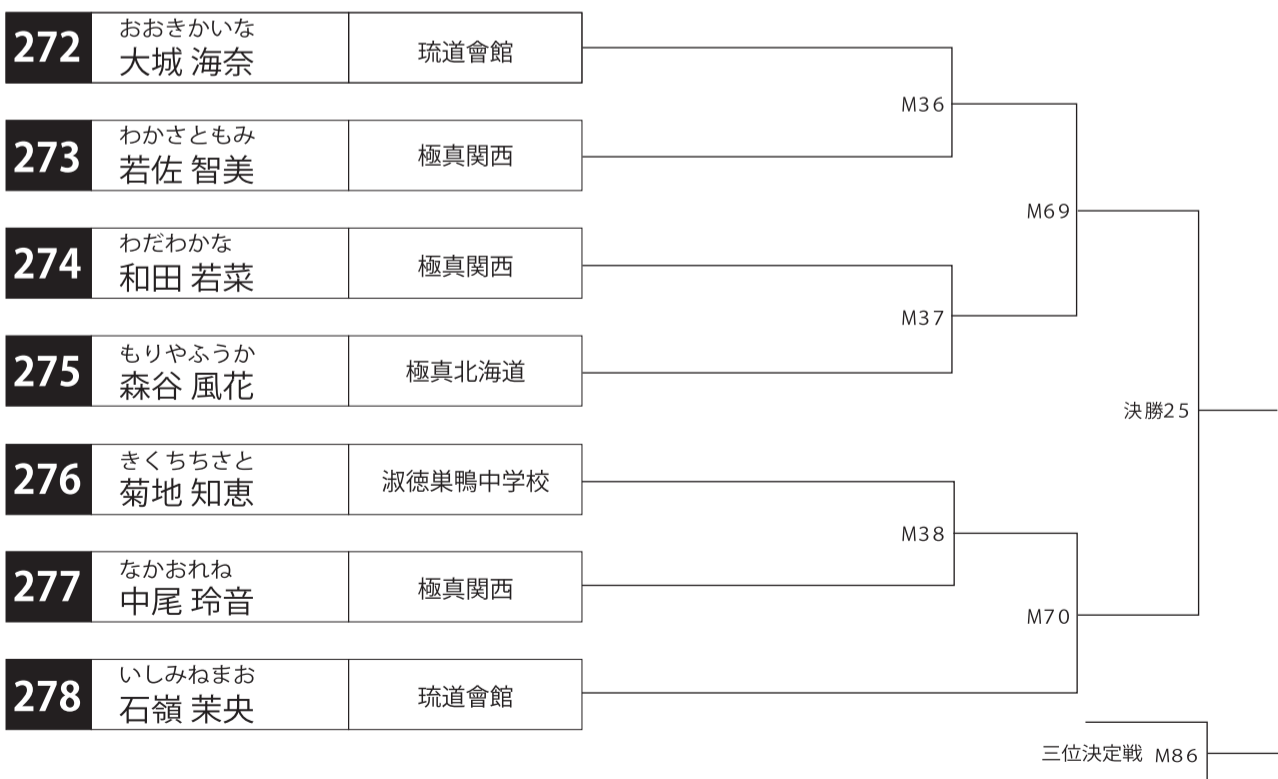 272
おおきかいな
大城 海奈
琉道會館
273
わかさともみ
若佐 智美
極真関西
274
わだわかな
和田 若菜
極真関西
275
もりやふうか
森谷 風花
極真北海道
276
きくちちさと
菊地 知恵
淑徳巣鴨中学校
277
なかおれね
中尾 玲音
極真関西
278
いしみねまお
石嶺 茉央
琉道會館
M36
M37
M38
M69
M70
決勝25
三位決定戦 M86